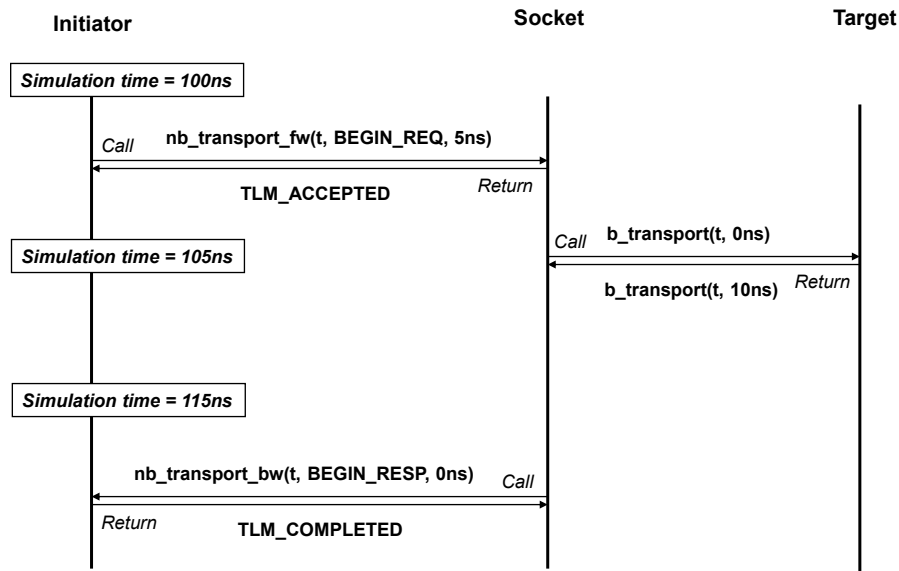 Initiator
Socket
Target
Simulation time = 100ns
Call
nb_transport_fw(t, BEGIN_REQ, 5ns)
TLM_ACCEPTED
Return
Simulation time = 105ns
Call
b_transport(t, 0ns)
b_transport(t, 10ns)
Return
Simulation time = 115ns
nb_transport_bw(t, BEGIN_RESP, 0ns)
Call
Return
TLM_COMPLETED